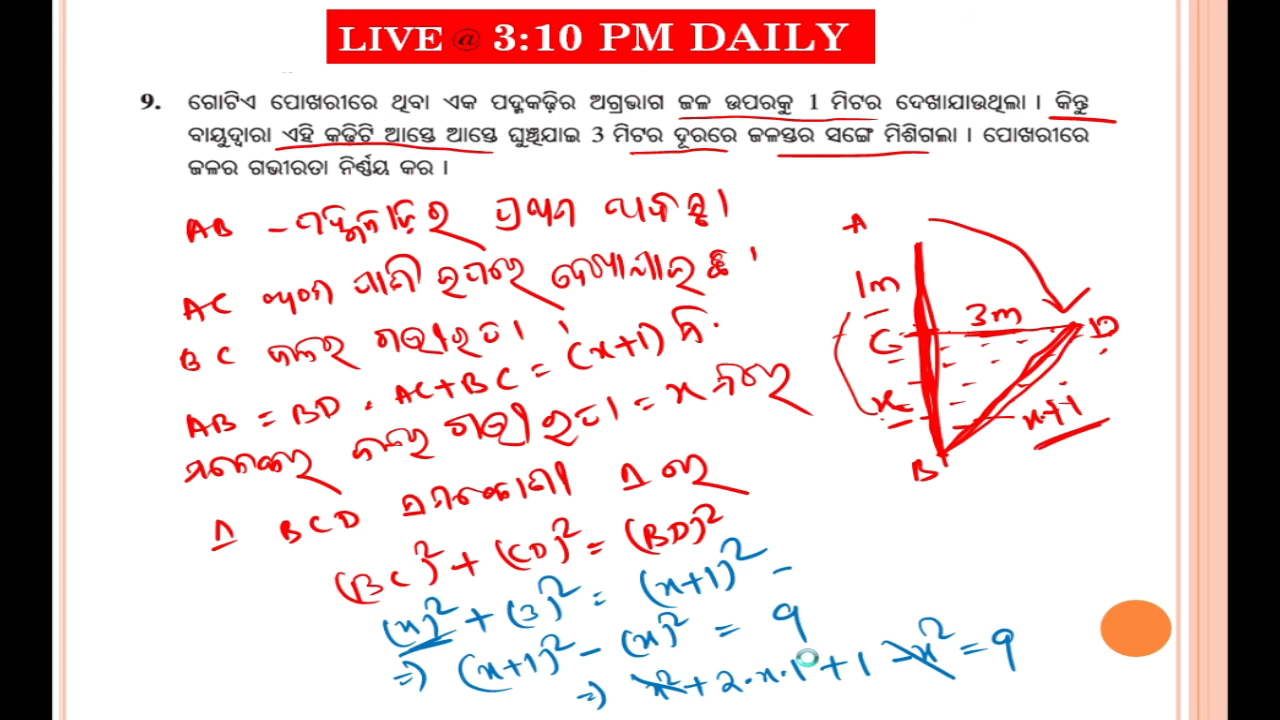 LIVE @ 3:10 PM DAILY
9. ଗୋଟିଏ ପୋଖରୀରେ ଥିବା ଏକ ପଦ୍ମକଢ଼ିର ଅଗ୍ରଭାଗ ଜଳ ଉପରକୁ 1 ମିଟର ଦେଖାଯାଉଥିଲା । କିନ୍ତୁ
ବାୟୁଦ୍ୱାରା ଏହି କଢ଼ିଟି ଆସ୍ତେ ଆସ୍ତେ ଘୁଞ୍ଚିଯାଇ 3 ମିଟର ଦୂରରେ ଜଳସ୍ତର ସଙ୍ଗେ ମିଶିଗଲା । ପୋଖରୀରେ
ଜଳର ଗଭୀରତା ନିର୍ଣ୍ଣୟ କର ।
AB - ପଦ୍ମକଢ଼ିର ପ୍ରଥମ ଅବସ୍ଥା
AC ଅଂଶ ପାଣି ଉପରେ ଦେଖାଯାଇଛି
BC ଜଳର ଗଭୀରତା
AB = BD = AC + BC = (x+1) ମି.
ମନେକର ଜଳର ଗଭୀରତା = x ମିଟର
Δ BCD ସମକୋଣୀ Δ ରେ
(BC)² + (CD)² = (BD)²
(x)² + (3)² = (x+1)² -
=) (x+1)² - (x)² = 9
=) x² + 2·x·1 + 1 - x² = 9
A
1m
C
3m
D
x
x+1
B